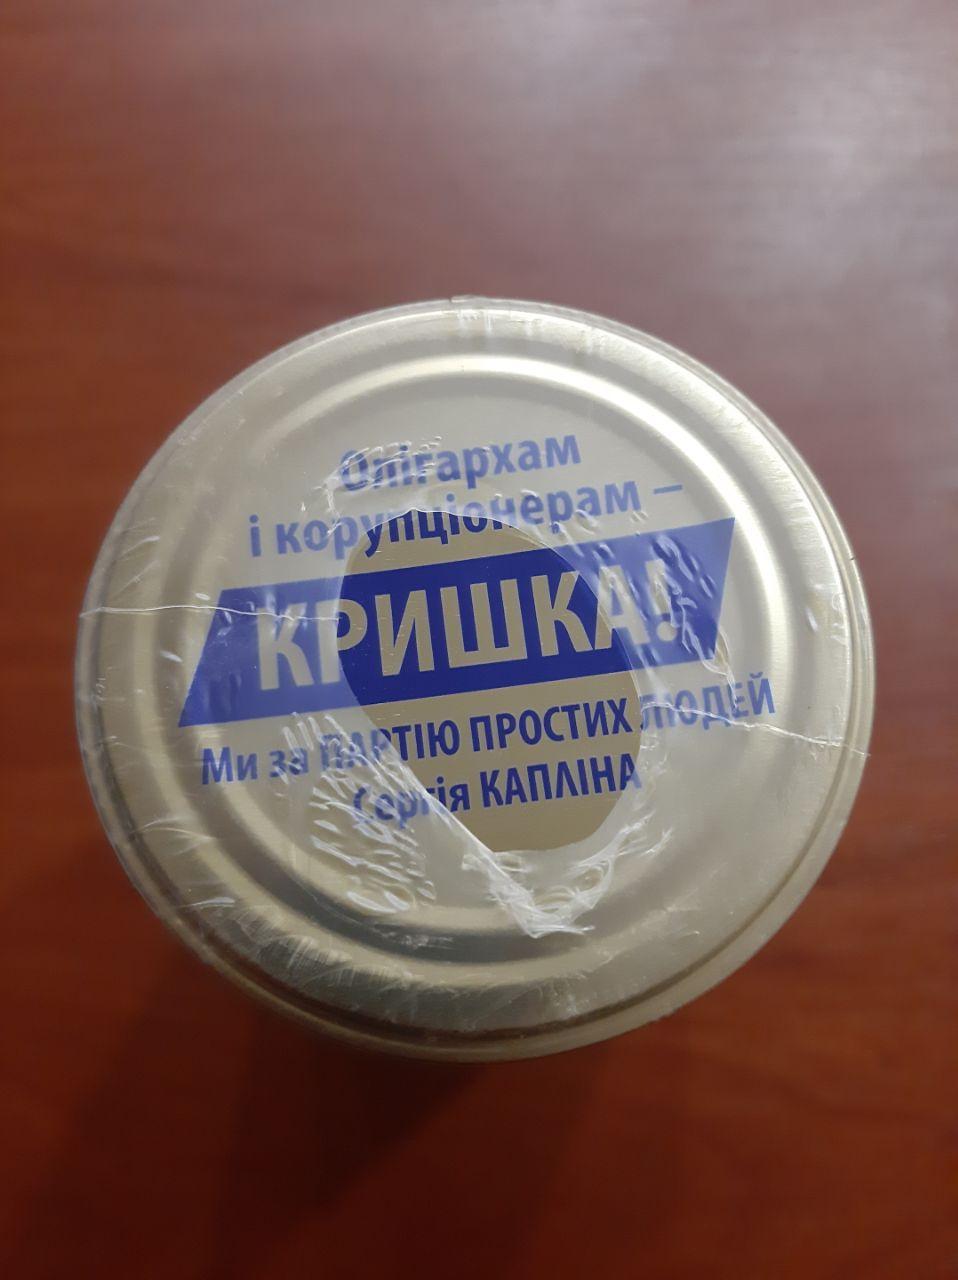 Олігархам
і корупціонерам –
КРИШКА!
Ми за ПАРТІЮ ПРОСТИХ ЛЮДЕЙ
Сергія КАПЛІНА